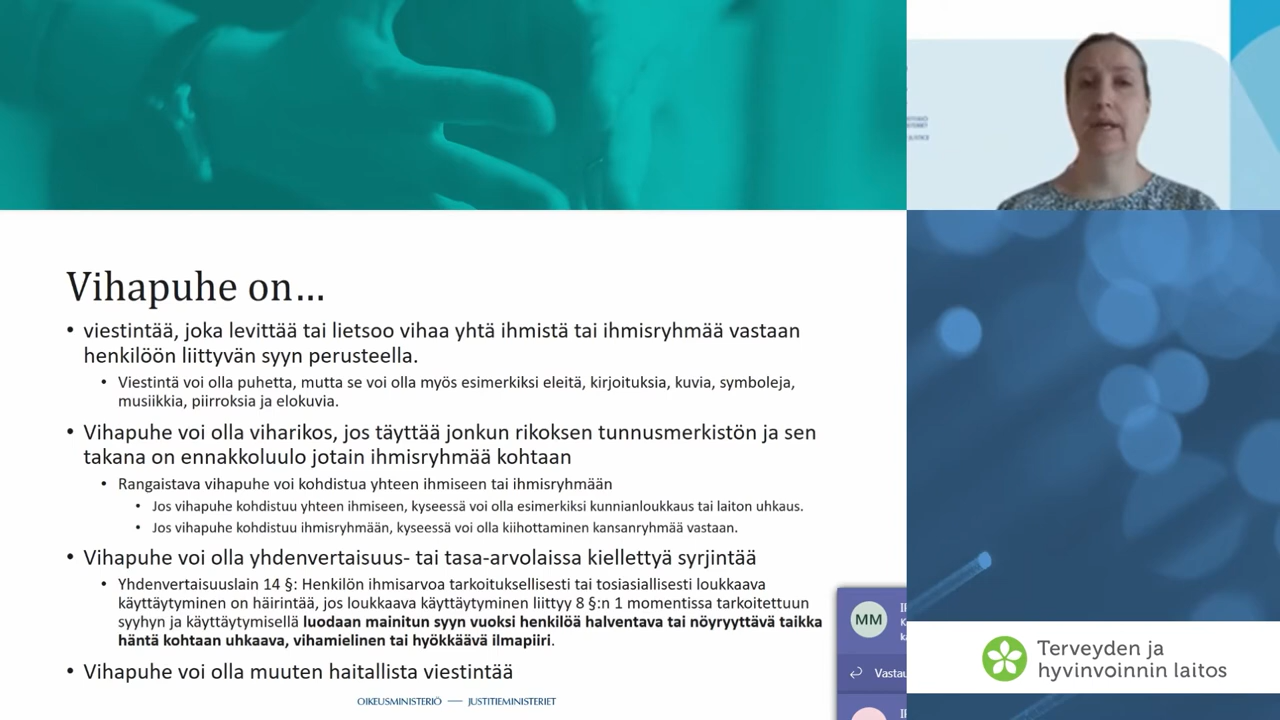 Vihapuhe on…
• viestintää, joka levittää tai lietsoo vihaa yhtä ihmistä tai ihmisryhmää vastaan
henkilöön liittyvän syyn perusteella.
• Viestintä voi olla puhetta, mutta se voi olla myös esimerkiksi eleitä, kirjoituksia, kuvia, symboleja,
musiikkia, piirroksia ja elokuvia.
• Vihapuhe voi olla viharikos, jos täyttää jonkun rikoksen tunnusmerkistön ja sen
takana on ennakkoluulo jotain ihmisryhmää kohtaan
• Rangaistava vihapuhe voi kohdistua yhteen ihmiseen tai ihmisryhmään
• Jos vihapuhe kohdistuu yhteen ihmiseen, kyseessä voi olla esimerkiksi kunnianloukkaus tai laiton uhkaus.
• Jos vihapuhe kohdistuu ihmisryhmään, kyseessä voi olla kiihottaminen kansanryhmää vastaan.
• Vihapuhe voi olla yhdenvertaisuus- tai tasa-arvolaissa kiellettyä syrjintää
• Yhdenvertaisuuslain 14 §: Henkilön ihmisarvoa tarkoituksellisesti tai tosiasiallisesti loukkaava
käyttäytyminen on häirintää, jos loukkaava käyttäytyminen liittyy 8 §:n 1 momentissa tarkoitettuun
syyhyn ja käyttäytymisellä luodaan mainitun syyn vuoksi henkilöä halventava tai nöyryyttävä taikka
häntä kohtaan uhkaava, vihamielinen tai hyökkäävä ilmapiiri.
• Vihapuhe voi olla muuten haitallista viestintää
OIKEUSMINISTERIÖ — JUSTITIEMINISTERIET
MM
Vastau
Terveyden ja
hyvinvoinnin laitos